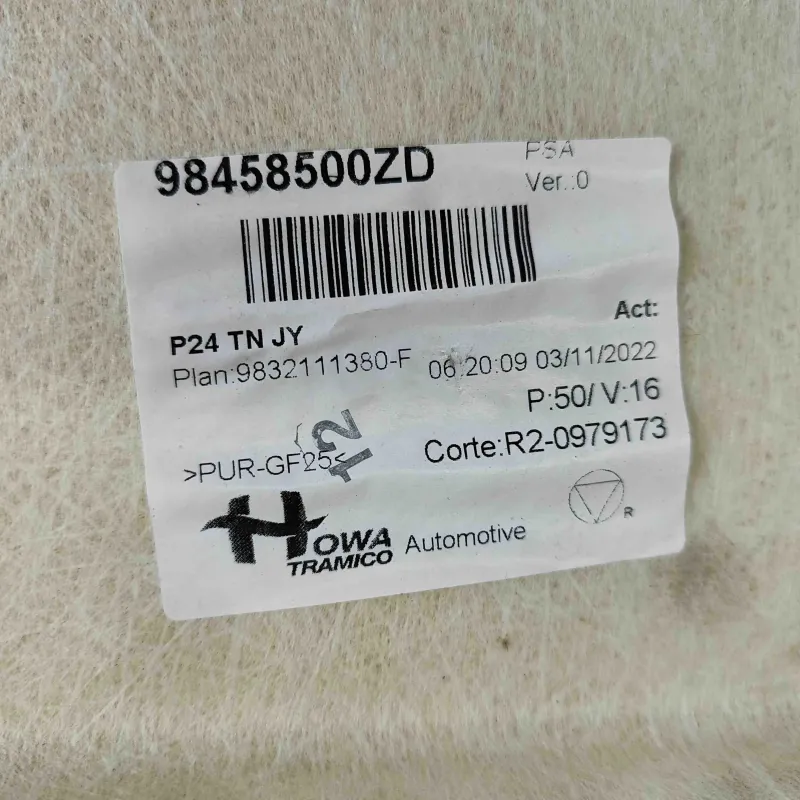 98458500ZD
PSA
Ver.:0
Act:
P24 TN JY
Plan:9832111380-F
06:20:09 03/11/2022
P:50/ V:16
Corte:R2-0979173
>PUR-GF25<
12
HOWA
TRAMICO
Automotive
R